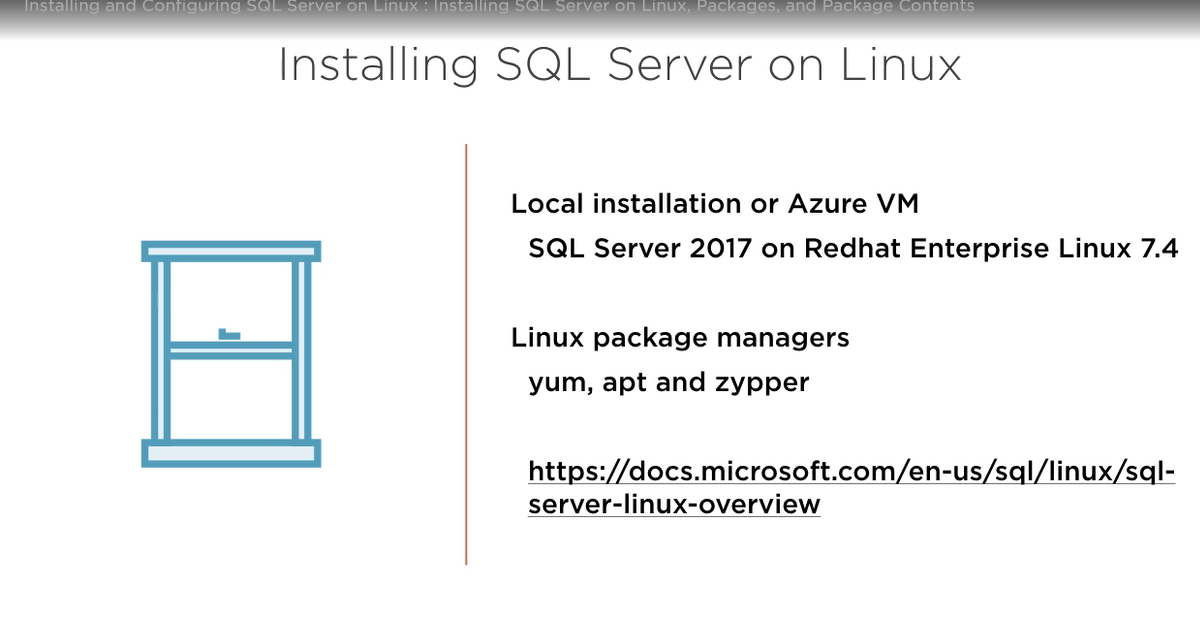 Installing and Configuring SQL Server on Linux : Installing SQL Server on Linux, Packages, and Package Contents
Installing SQL Server on Linux
Local installation or Azure VM
SQL Server 2017 on Redhat Enterprise Linux 7.4
Linux package managers
yum, apt and zypper
https://docs.microsoft.com/en-us/sql/linux/sql-
server-linux-overview